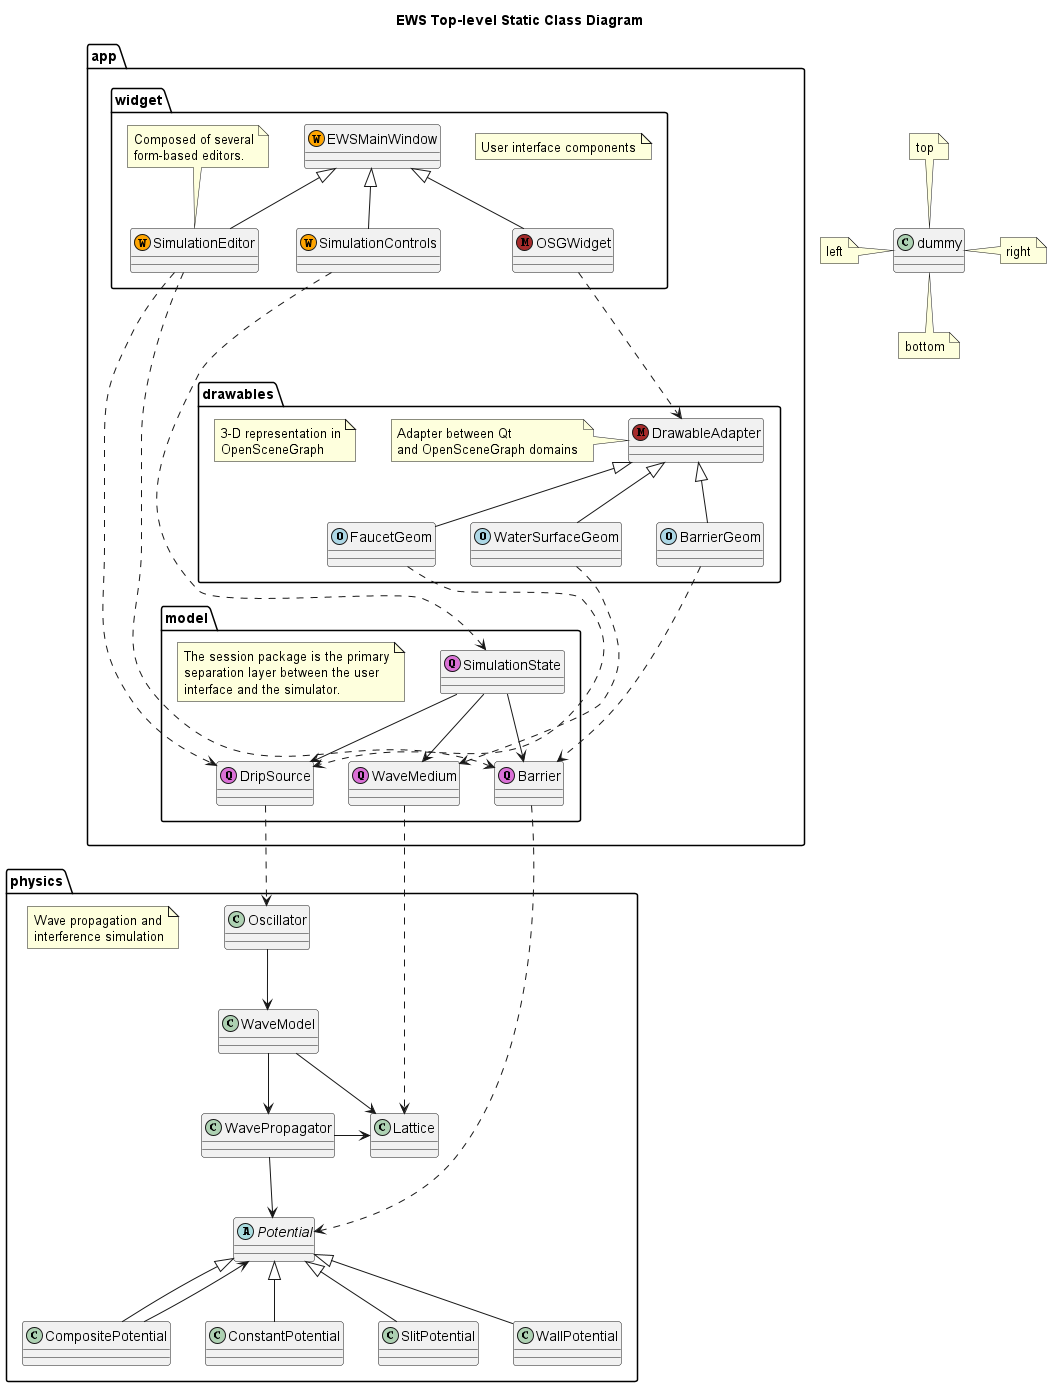 EWS Top-level Static Class Diagram
app
widget
Composed of several
form-based editors.
W EWSMainWindow
User interface components
W SimulationEditor
W SimulationControls
M OSGWidget
top
left
C dummy
right
bottom
drawables
3-D representation in
OpenSceneGraph
Adapter between Qt
and OpenSceneGraph domains
M DrawableAdapter
O FaucetGeom
O WaterSurfaceGeom
O BarrierGeom
model
The session package is the primary
separation layer between the user
interface and the simulator.
Q SimulationState
Q DripSource
Q WaveMedium
Q Barrier
physics
Wave propagation and
interference simulation
C Oscillator
C WaveModel
C WavePropagator
C Lattice
A Potential
C CompositePotential
C ConstantPotential
C SlitPotential
C WallPotential